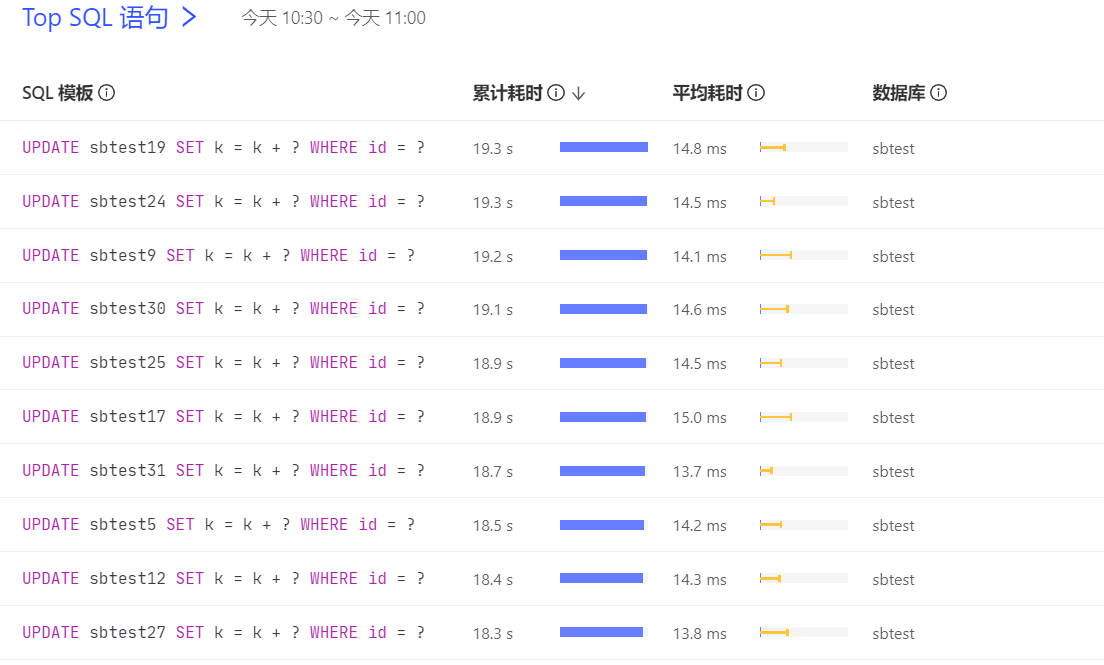 Top SQL 语句 今天 10:30 ~ 今天 11:00
SQL 模板 累计耗时 平均耗时 数据库
UPDATE sbtest19 SET k = k + ? WHERE id = ? 19.3 s 14.8 ms sbtest
UPDATE sbtest24 SET k = k + ? WHERE id = ? 19.3 s 14.5 ms sbtest
UPDATE sbtest9 SET k = k + ? WHERE id = ? 19.2 s 14.1 ms sbtest
UPDATE sbtest30 SET k = k + ? WHERE id = ? 19.1 s 14.6 ms sbtest
UPDATE sbtest25 SET k = k + ? WHERE id = ? 18.9 s 14.5 ms sbtest
UPDATE sbtest17 SET k = k + ? WHERE id = ? 18.9 s 15.0 ms sbtest
UPDATE sbtest31 SET k = k + ? WHERE id = ? 18.7 s 13.7 ms sbtest
UPDATE sbtest5 SET k = k + ? WHERE id = ? 18.5 s 14.2 ms sbtest
UPDATE sbtest12 SET k = k + ? WHERE id = ? 18.4 s 14.3 ms sbtest
UPDATE sbtest27 SET k = k + ? WHERE id = ? 18.3 s 13.8 ms sbtest